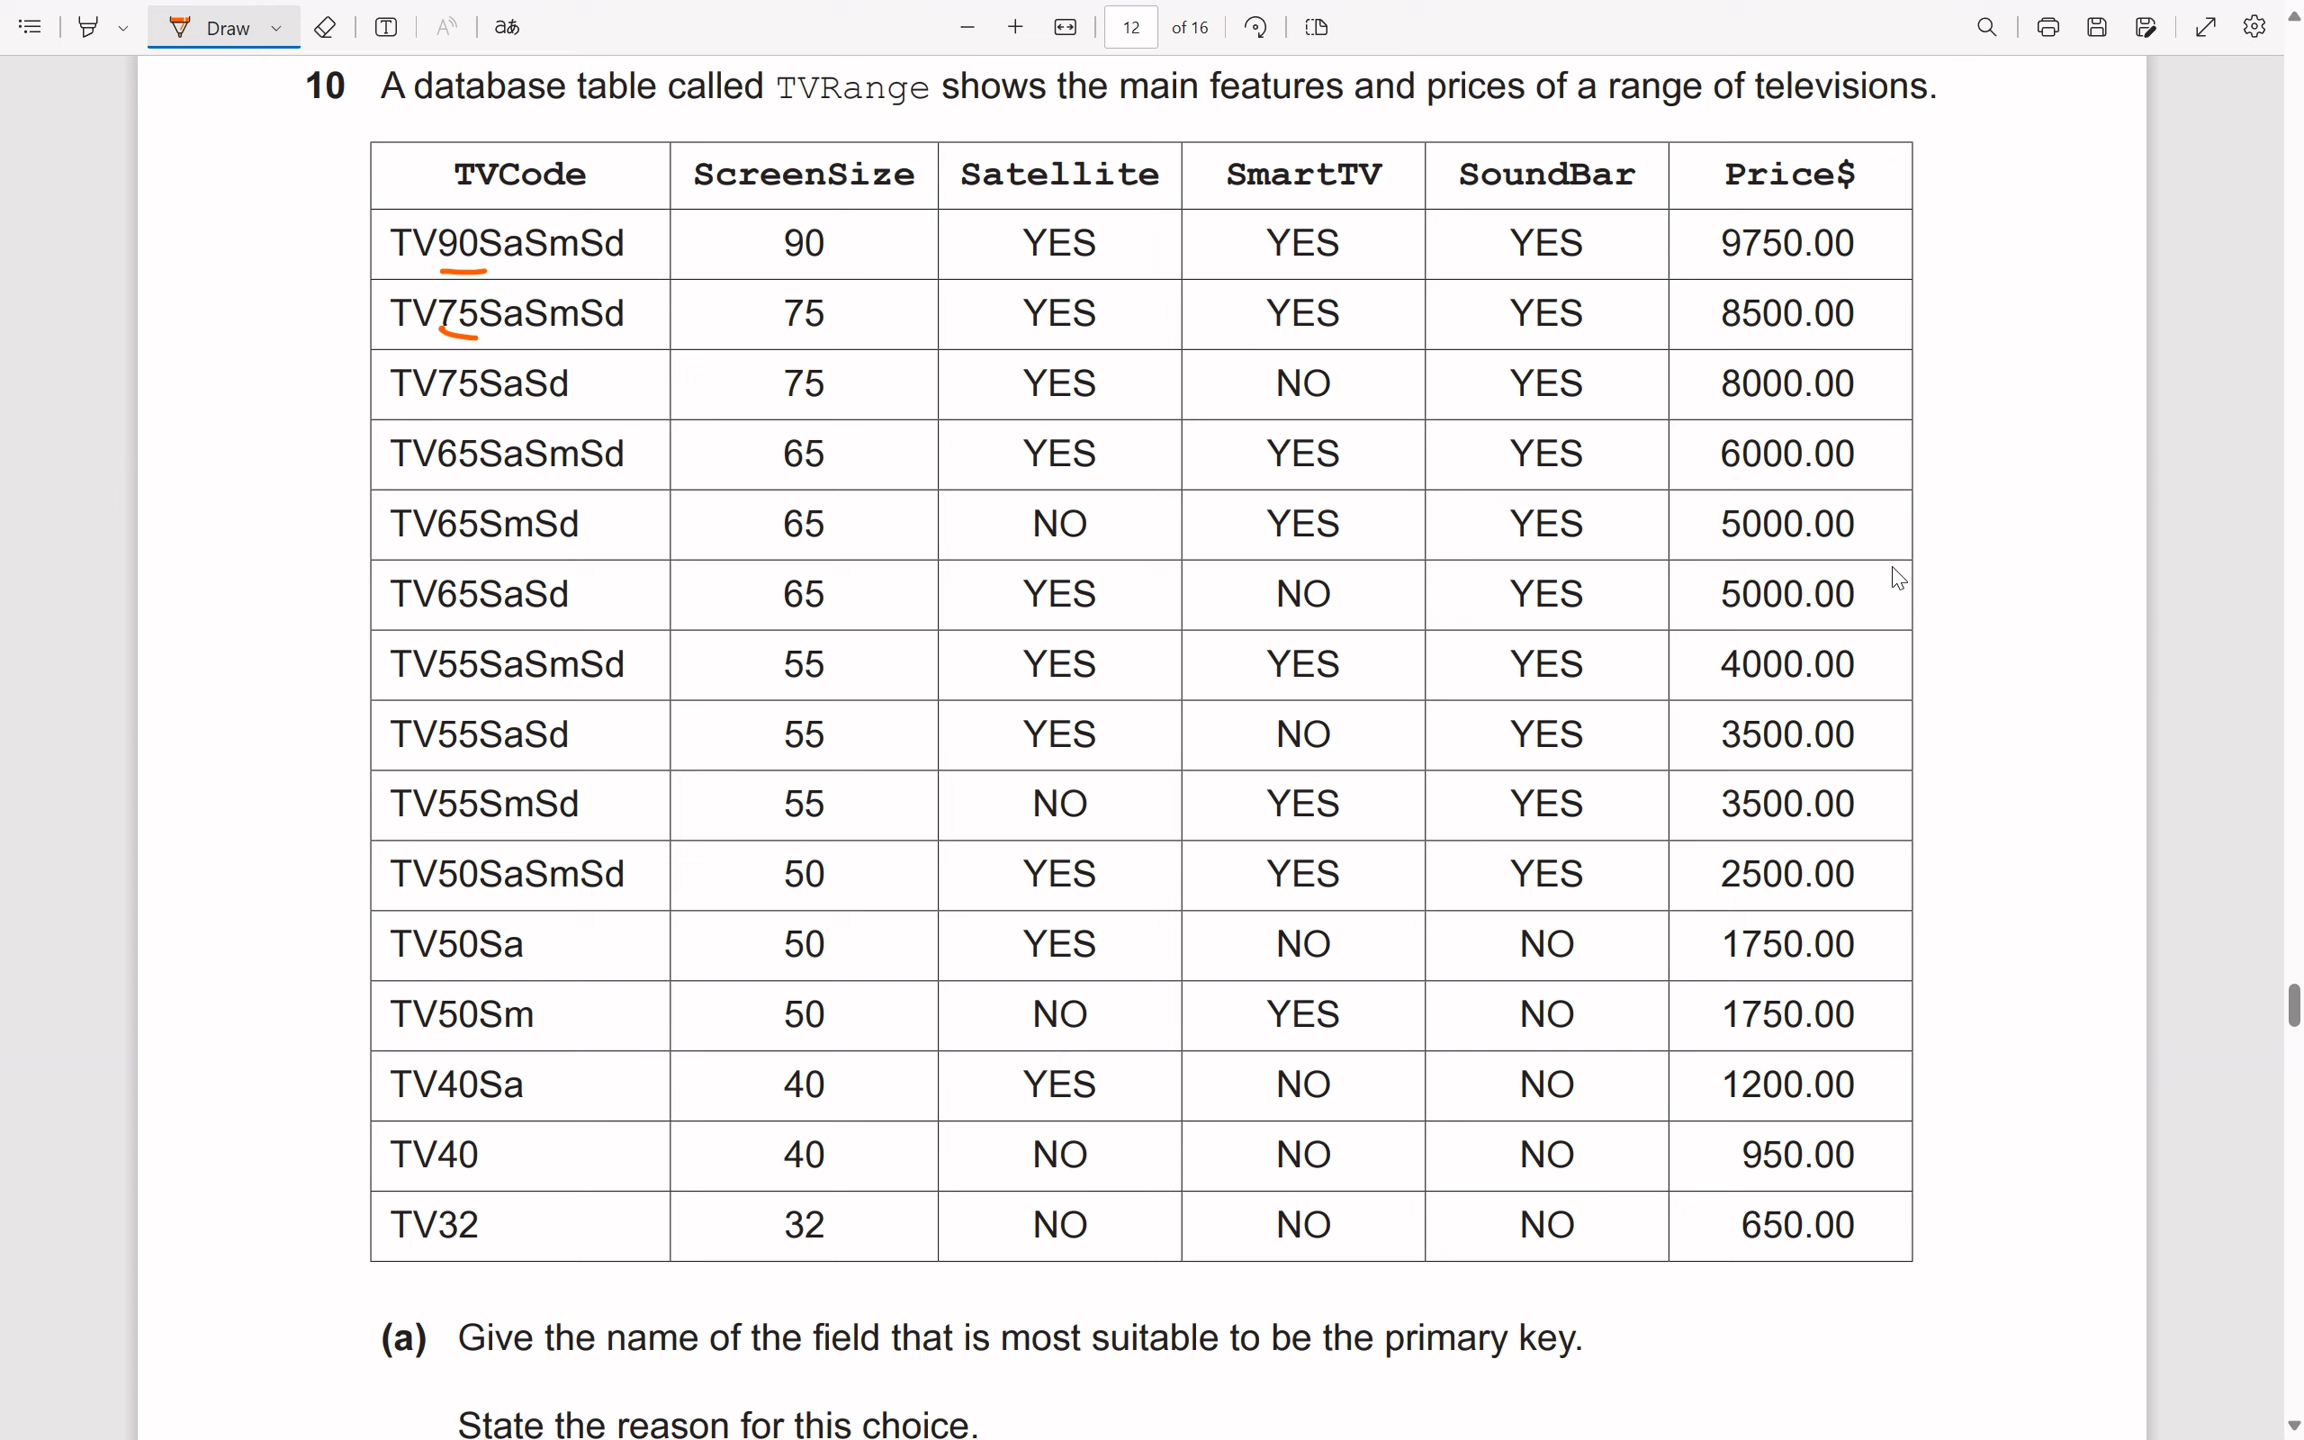 Draw
aあ
12 of 16
10 A database table called TVRange shows the main features and prices of a range of televisions.
TVCode ScreenSize Satellite SmartTV SoundBar Price$
TV90SaSmSd 90 YES YES YES 9750.00
TV75SaSmSd 75 YES YES YES 8500.00
TV75SaSd 75 YES NO YES 8000.00
TV65SaSmSd 65 YES YES YES 6000.00
TV65SmSd 65 NO YES YES 5000.00
TV65SaSd 65 YES NO YES 5000.00
TV55SaSmSd 55 YES YES YES 4000.00
TV55SaSd 55 YES NO YES 3500.00
TV55SmSd 55 NO YES YES 3500.00
TV50SaSmSd 50 YES YES YES 2500.00
TV50Sa 50 YES NO NO 1750.00
TV50Sm 50 NO YES NO 1750.00
TV40Sa 40 YES NO NO 1200.00
TV40 40 NO NO NO 950.00
TV32 32 NO NO NO 650.00
(a) Give the name of the field that is most suitable to be the primary key.
State the reason for this choice.